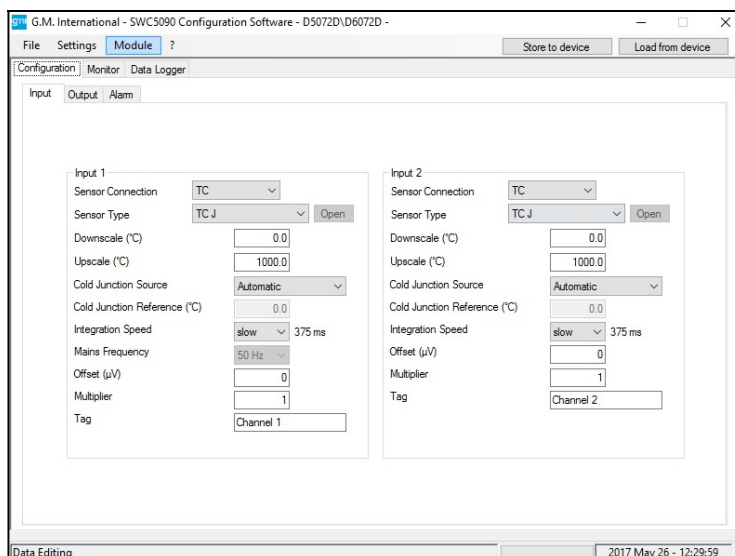 GMI G.M. International - SWC5090 Configuration Software - D5072D\D6072D -
File Settings Module ? Store to device Load from device
Configuration Monitor Data Logger
Input Output Alarm
Input 1
Sensor Connection TC
Sensor Type TC J Open
Downscale (°C) 0.0
Upscale (°C) 1000.0
Cold Junction Source Automatic
Cold Junction Reference (°C) 0.0
Integration Speed slow 375 ms
Mains Frequency 50 Hz
Offset (µV) 0
Multiplier 1
Tag Channel 1
Input 2
Sensor Connection TC
Sensor Type TC J Open
Downscale (°C) 0.0
Upscale (°C) 1000.0
Cold Junction Source Automatic
Cold Junction Reference (°C) 0.0
Integration Speed slow 375 ms
Offset (µV) 0
Multiplier 1
Tag Channel 2
Data Editing 2017 May 26 - 12:29:59